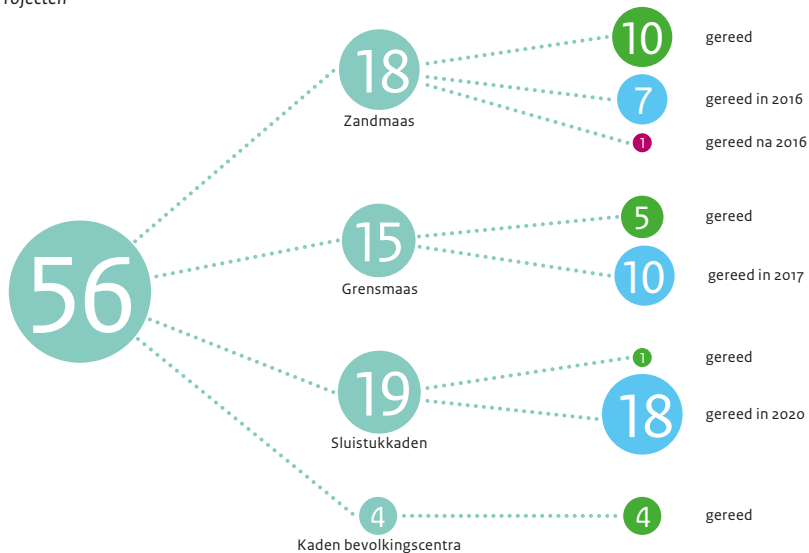 56
18
Zandmaas
10 gereed
7 gereed in 2016
1 gereed na 2016
15
Grensmaas
5 gereed
10 gereed in 2017
19
Sluistukkaden
1 gereed
18 gereed in 2020
4
Kaden bevolkingscentra
4 gereed